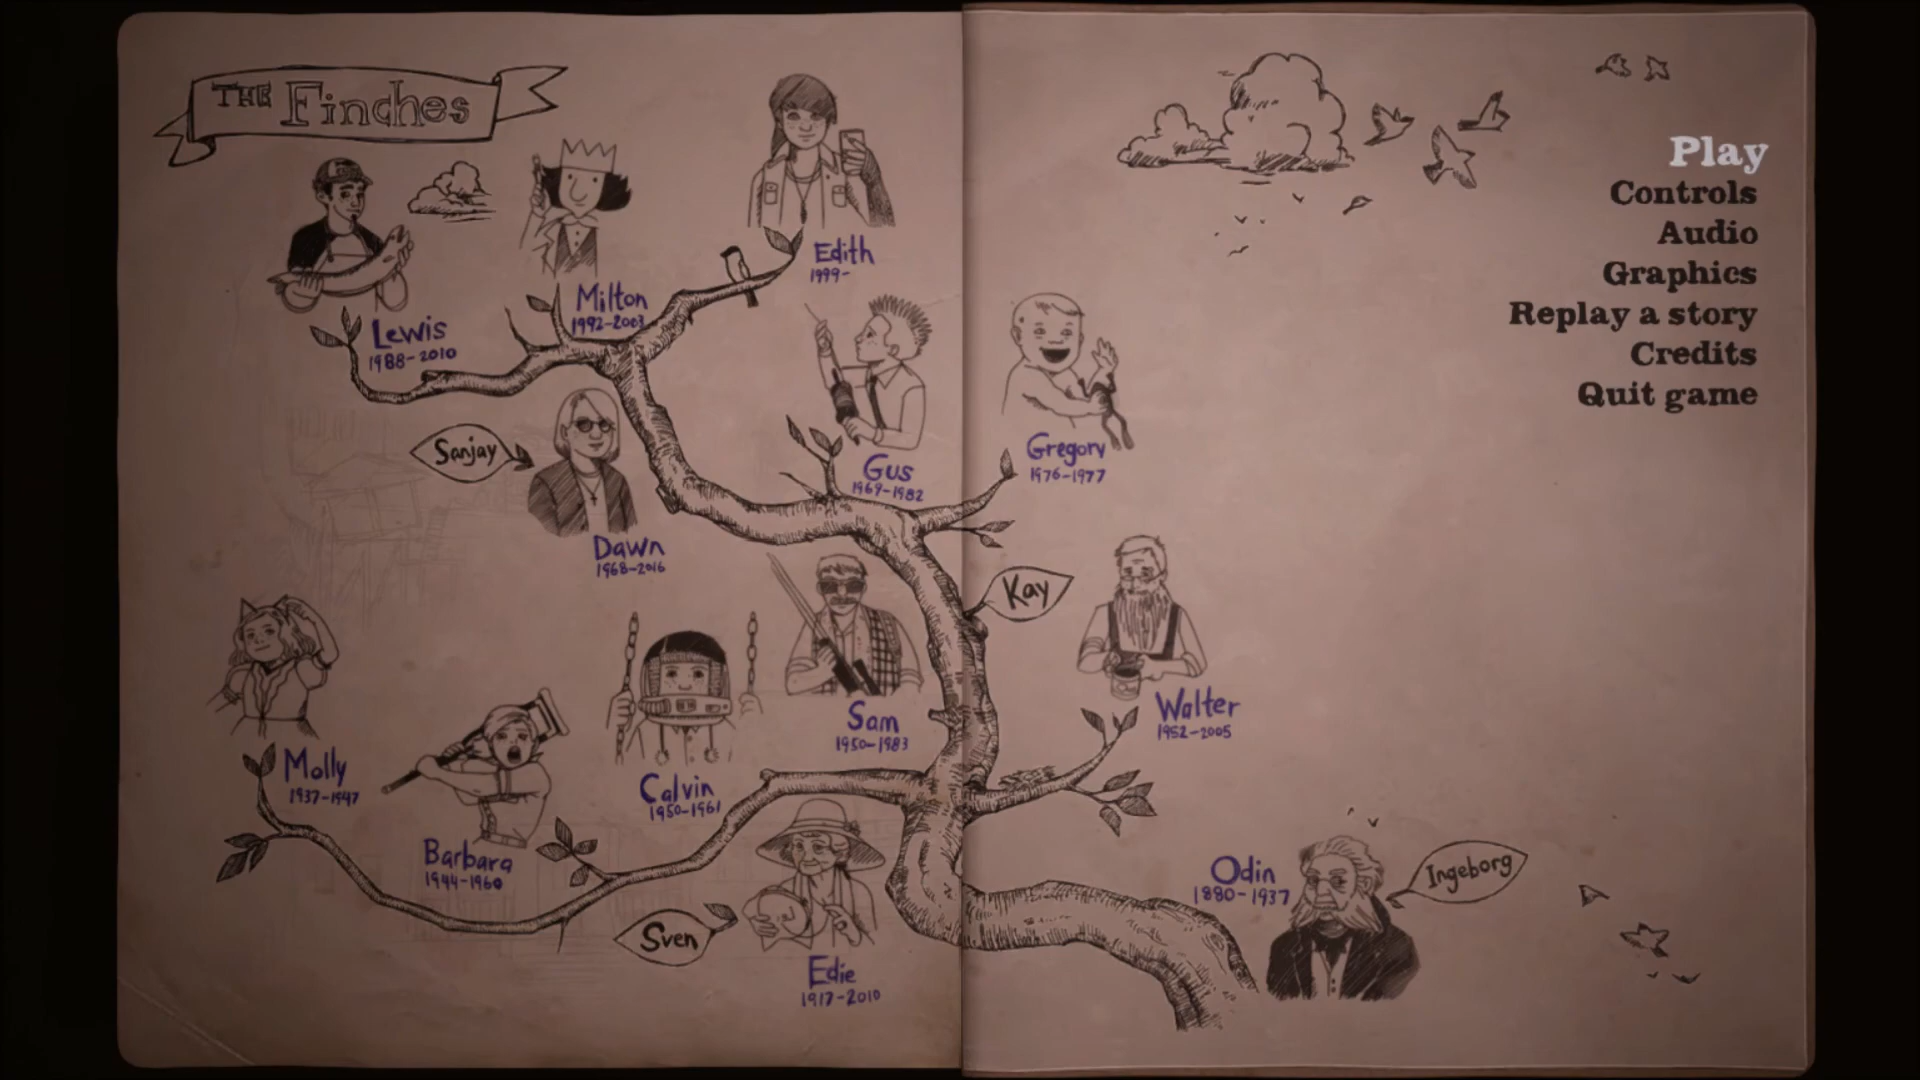 THE Finches
Edith
1999-
Milton
1992-2003
Lewis
1988-2010
Sanjay
Dawn
1968-2016
Gus
1969-1982
Gregory
1976-1977
Kay
Sam
1950-1983
Walter
1952-2005
Molly
1937-1947
Barbara
1944-1960
Calvin
1950-1961
Sven
Edie
1917-2010
Odin
1880-1937
Ingeborg
Play
Controls
Audio
Graphics
Replay a story
Credits
Quit game